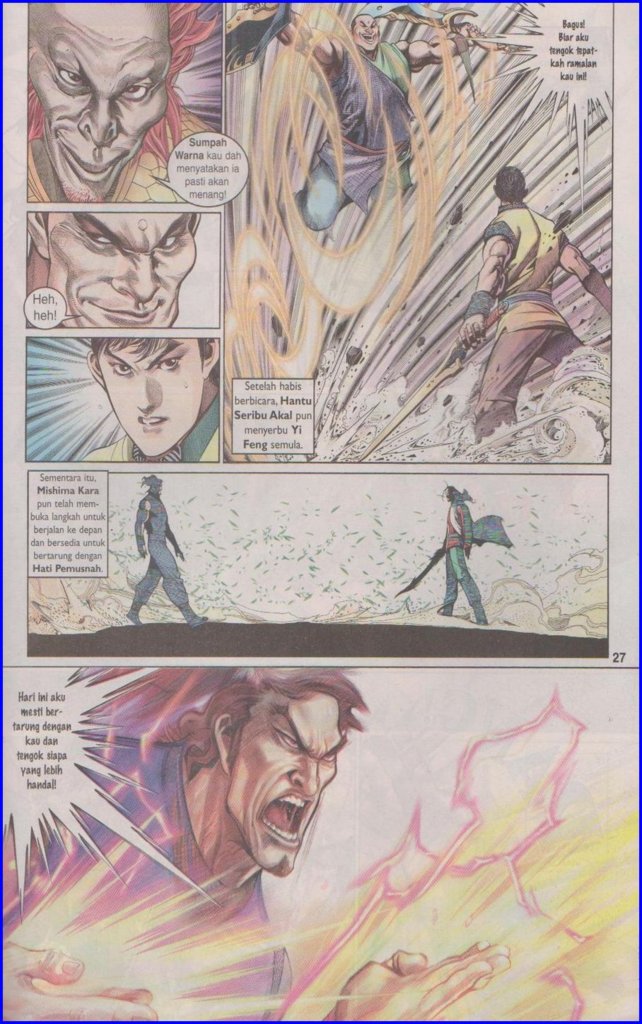 Sumpah
Warna kau dah
menyatakan ia
pasti akan
menang!
Bagus!
Biar aku
tengok tepat-
kah ramalan
kau ini!
Heh,
heh!
Setelah habis
berbicara, Hantu
Seribu Akal pun
menyerbu Yi
Feng semula.
Sementara itu,
Mishima Kara
pun telah mem-
buka langkah untuk
berjalan ke depan
dan bersedia untuk
bertarung dengan
Hati Pemusnah.
27
Hari ini aku
mesti ber-
tarung dengan
kau dan
tengok siapa
yang lebih
handal!